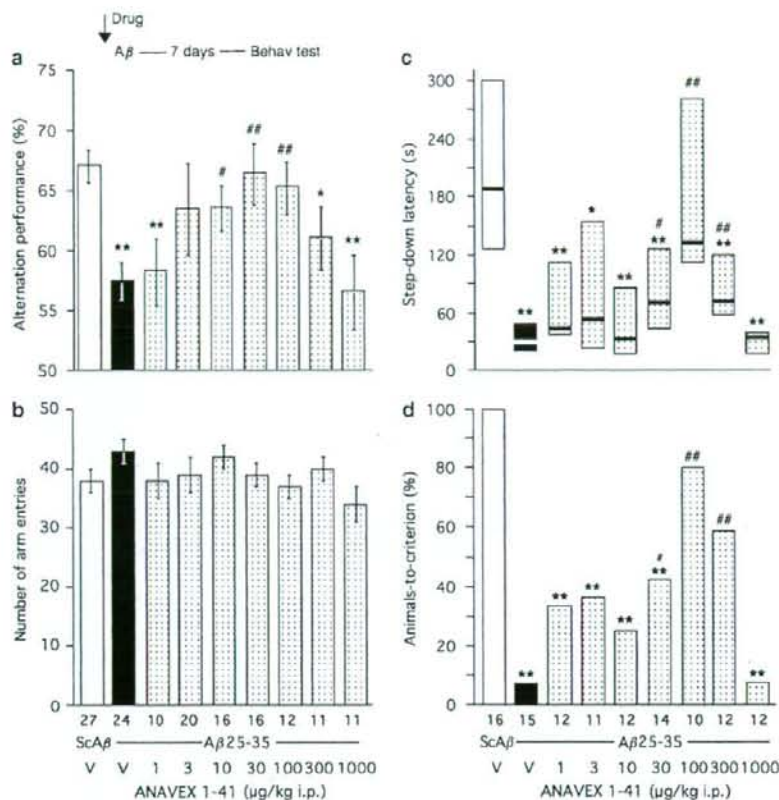 Drug
Aβ — 7 days — Behav test
a
75
70
65
60
55
50
Alternation performance (%)
**
**
#
##
##
*
**
b
50
40
30
20
10
0
Number of arm entries
27 24 10 20 16 16 12 11 11
ScAβ Aβ25-35
V V 1 3 10 30 100 300 1000
ANAVEX 1-41 (µg/kg i.p.)
c
300
240
180
120
60
0
Step-down latency (s)
**
**
*
**
#
**
##
##
**
**
d
100
80
60
40
20
0
Animals-to-criterion (%)
**
**
**
**
#
**
##
##
**
16 15 12 11 12 14 10 12 12
ScAβ Aβ25-35
V V 1 3 10 30 100 300 1000
ANAVEX 1-41 (µg/kg i.p.)